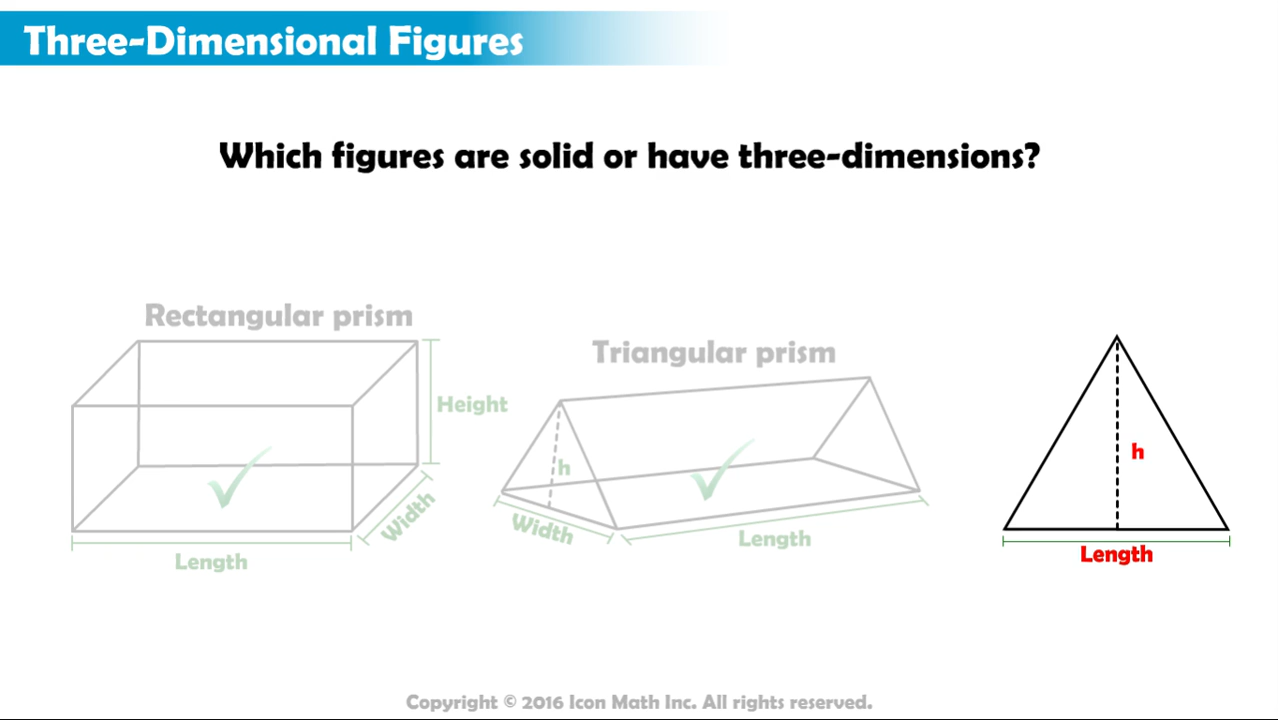 Three-Dimensional Figures
Which figures are solid or have three-dimensions?
Rectangular prism
Height
Width
Length
Triangular prism
h
Width
Length
h
Length
Copyright © 2016 Icon Math Inc. All rights reserved.